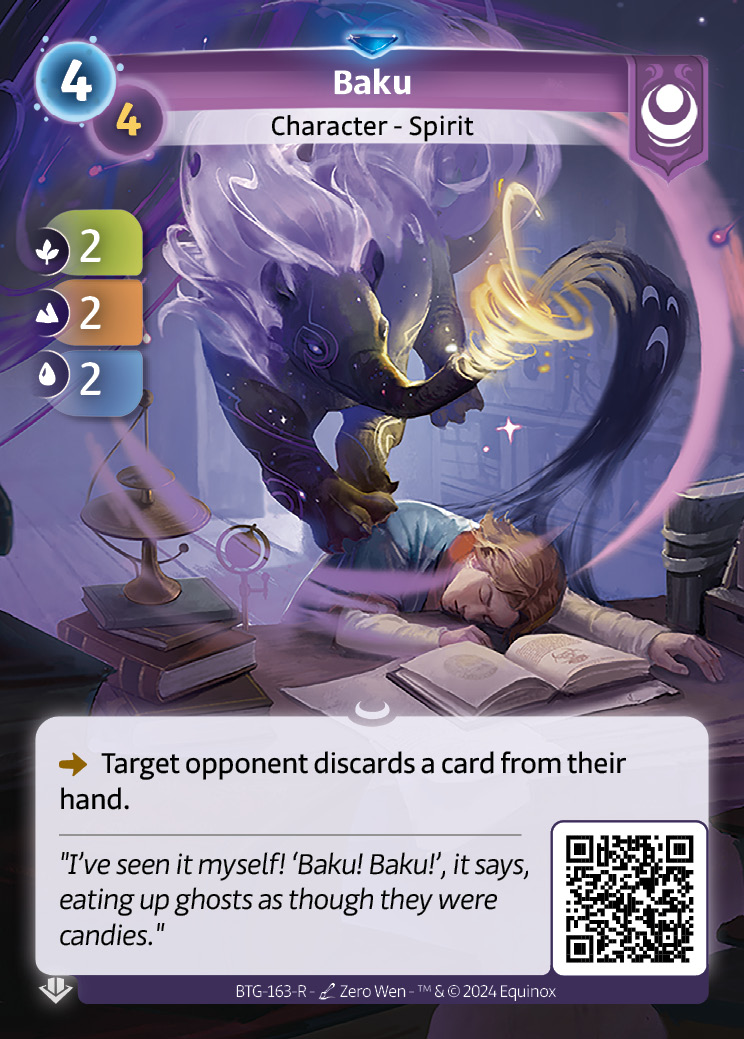 4
Baku
4
Character - Spirit
2
2
2
Target opponent discards a card from their
hand.
"I've seen it myself! ‘Baku! Baku!’, it says,
eating up ghosts as though they were
candies."
BTG-163-R - Zero Wen - ™ & © 2024 Equinox